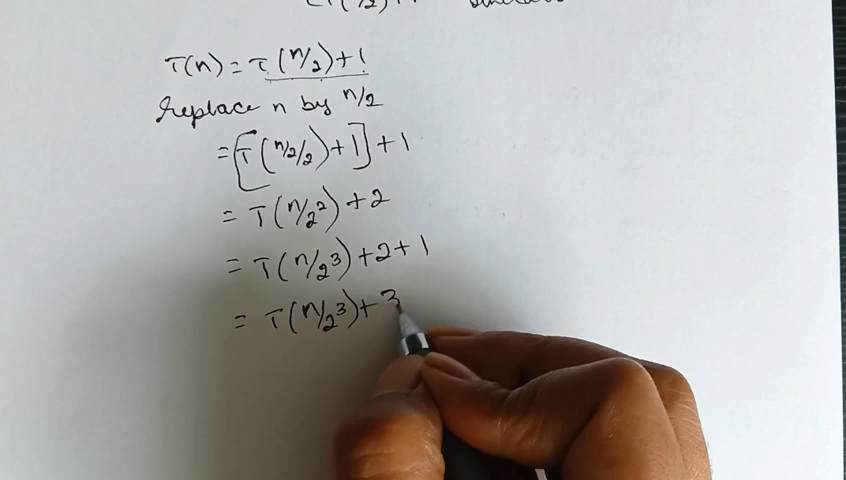 T(n) = T(n/2)+1
Replace n by n/2
= [T(n/2/2)+1]+1
= T(n/2²)+2
= T(n/2³)+2+1
= T(n/2³)+3